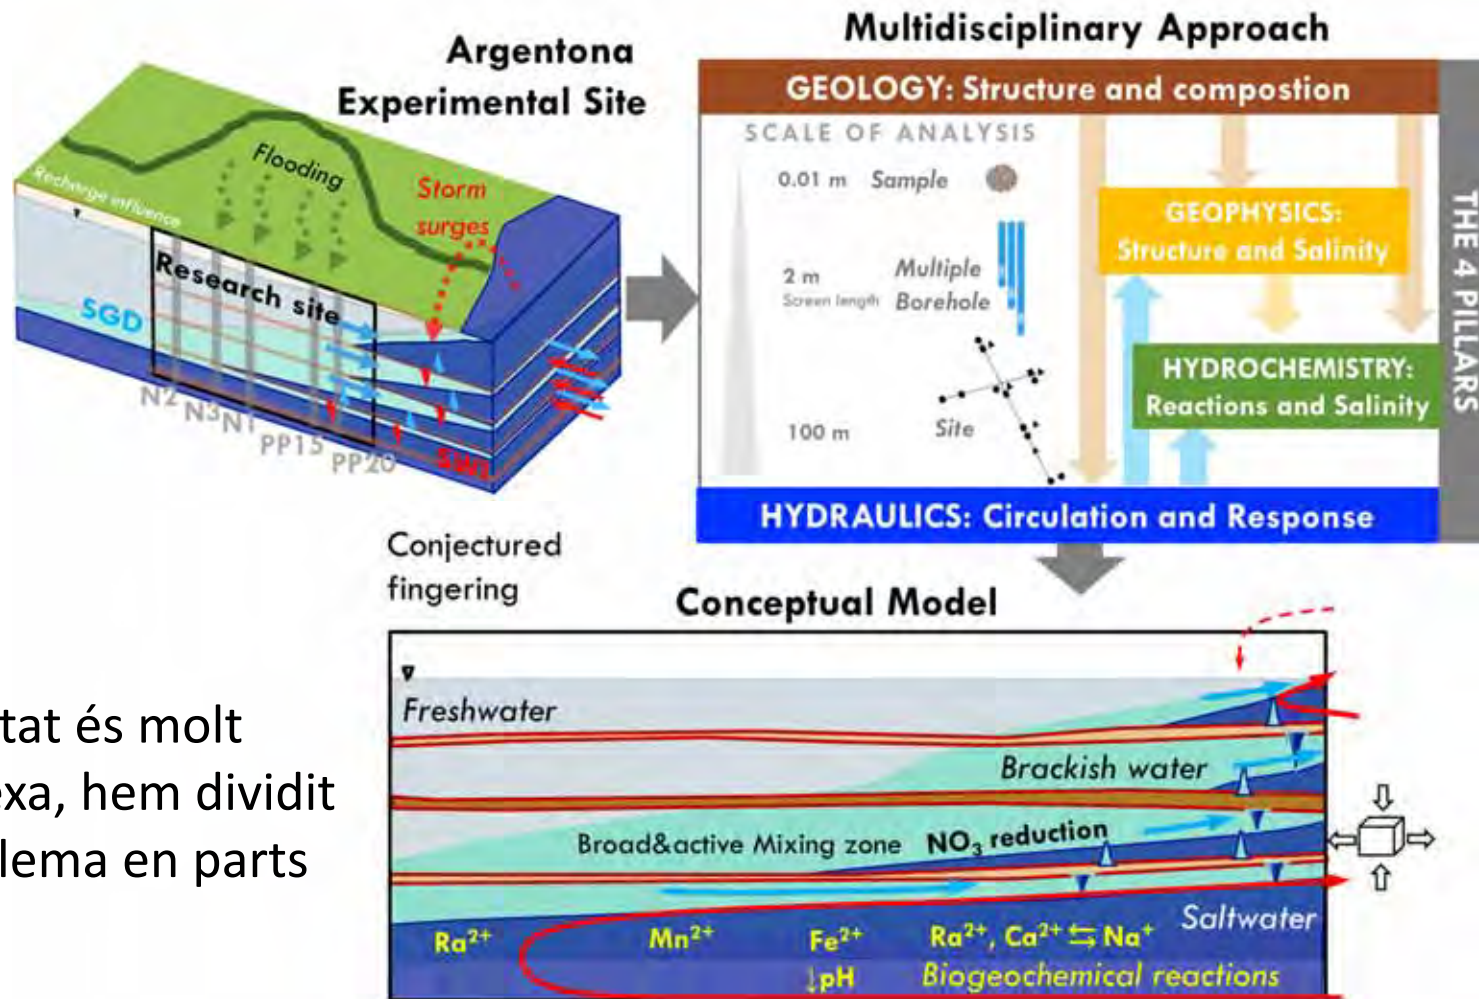 Argentona
Experimental Site
Flooding
Storm
surges
Recharge influence
Research site
SGD
N2
N3
N1
PP15
PP20
SWI
Multidisciplinary Approach
GEOLOGY: Structure and compostion
SCALE OF ANALYSIS
0.01 m Sample
2 m
Screen length
Multiple
Borehole
100 m
Site
GEOPHYSICS:
Structure and Salinity
HYDROCHEMISTRY:
Reactions and Salinity
THE 4 PILLARS
HYDRAULICS: Circulation and Response
Conjectured
fingering
Conceptual Model
Freshwater
Brackish water
Broad&active Mixing zone NO₃ reduction
Saltwater
Ra²⁺
Mn²⁺
Fe²⁺
Ra²⁺, Ca²⁺ ⇆ Na⁺
↓pH
Biogeochemical reactions
tat és molt
exa, hem dividit
lema en parts